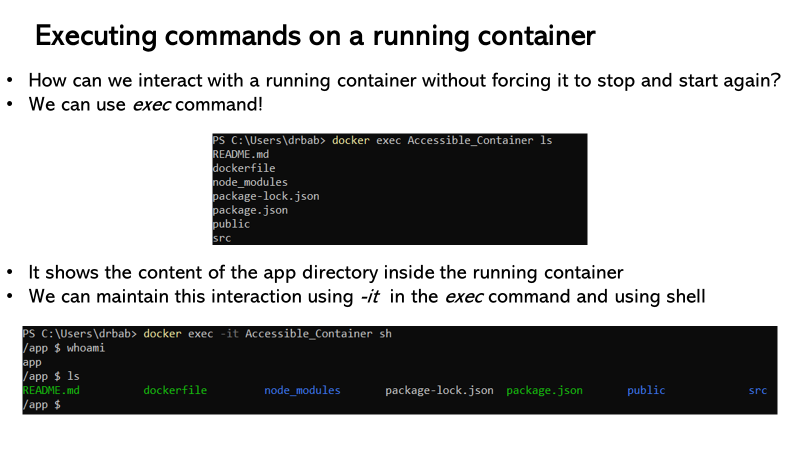 Executing commands on a running container
• How can we interact with a running container without forcing it to stop and start again?
• We can use exec command!
PS C:\Users\drbab> docker exec Accessible_Container ls
README.md
dockerfile
node_modules
package-lock.json
package.json
public
src
• It shows the content of the app directory inside the running container
• We can maintain this interaction using -it in the exec command and using shell
PS C:\Users\drbab> docker exec -it Accessible_Container sh
/app $ whoami
app
/app $ ls
README.md dockerfile node_modules package-lock.json package.json public src
/app $